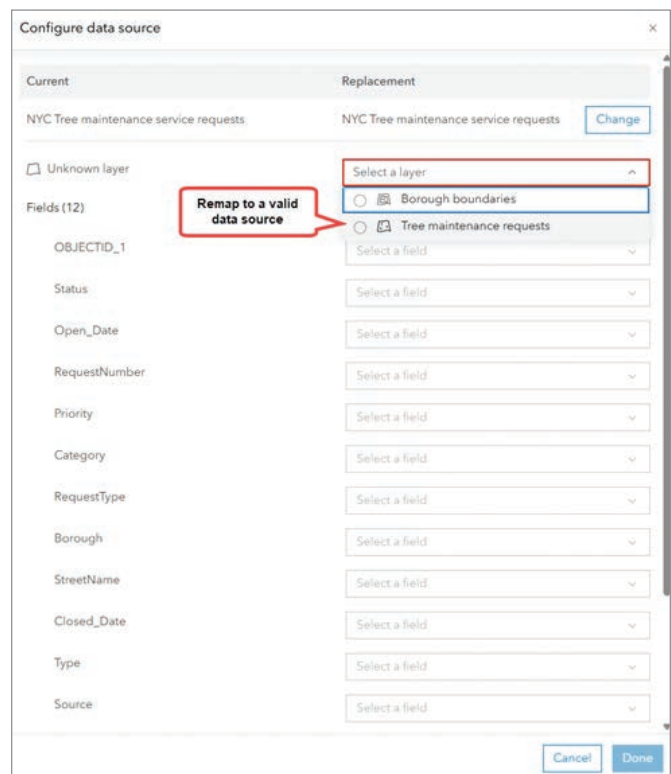 Configure data source
Current Replacement
NYC Tree maintenance service requests NYC Tree maintenance service requests Change
Unknown layer Select a layer
Borough boundaries
Fields (12) Remap to a valid
data source
Tree maintenance requests
OBJECTID_1 Select a field
Status Select a field
Open_Date Select a field
RequestNumber Select a field
Priority Select a field
Category Select a field
RequestType Select a field
Borough Select a field
StreetName Select a field
Closed_Date Select a field
Type Select a field
Source Select a field
Cancel Done